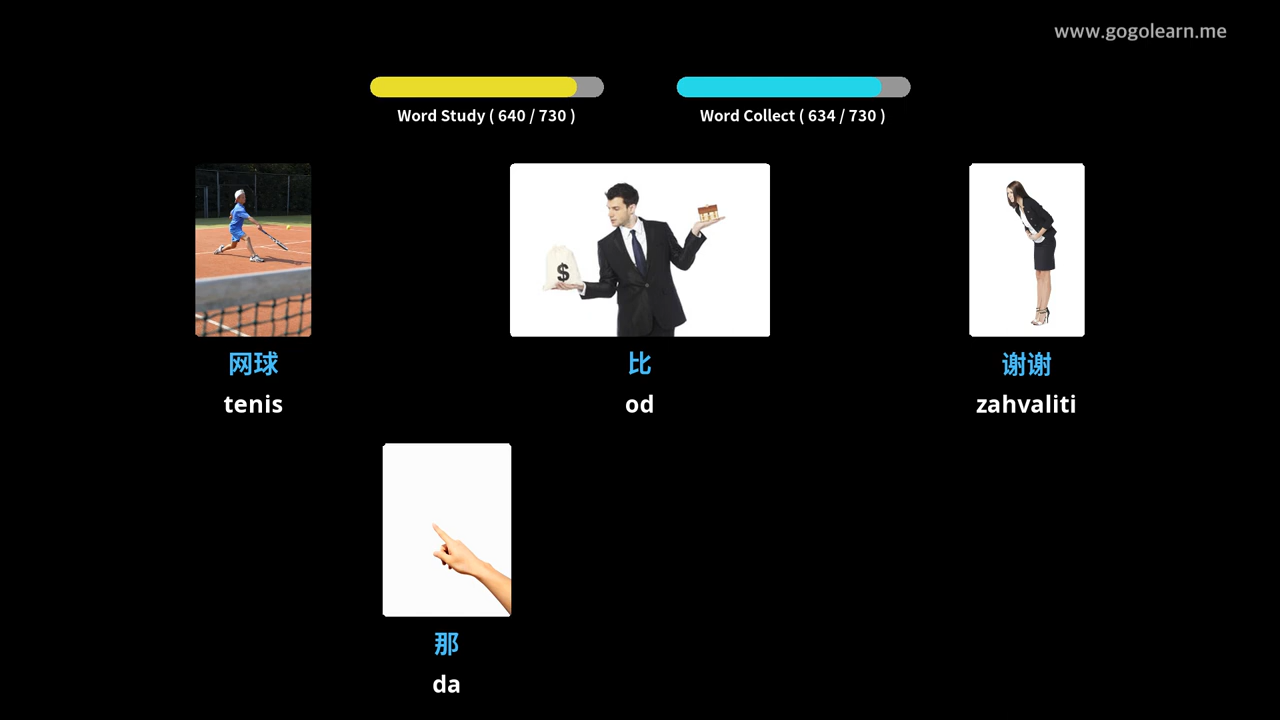 www.gogolearn.me
Word Study ( 640 / 730 )
Word Collect ( 634 / 730 )
$
网球
比
谢谢
tenis
od
zahvaliti
那
da